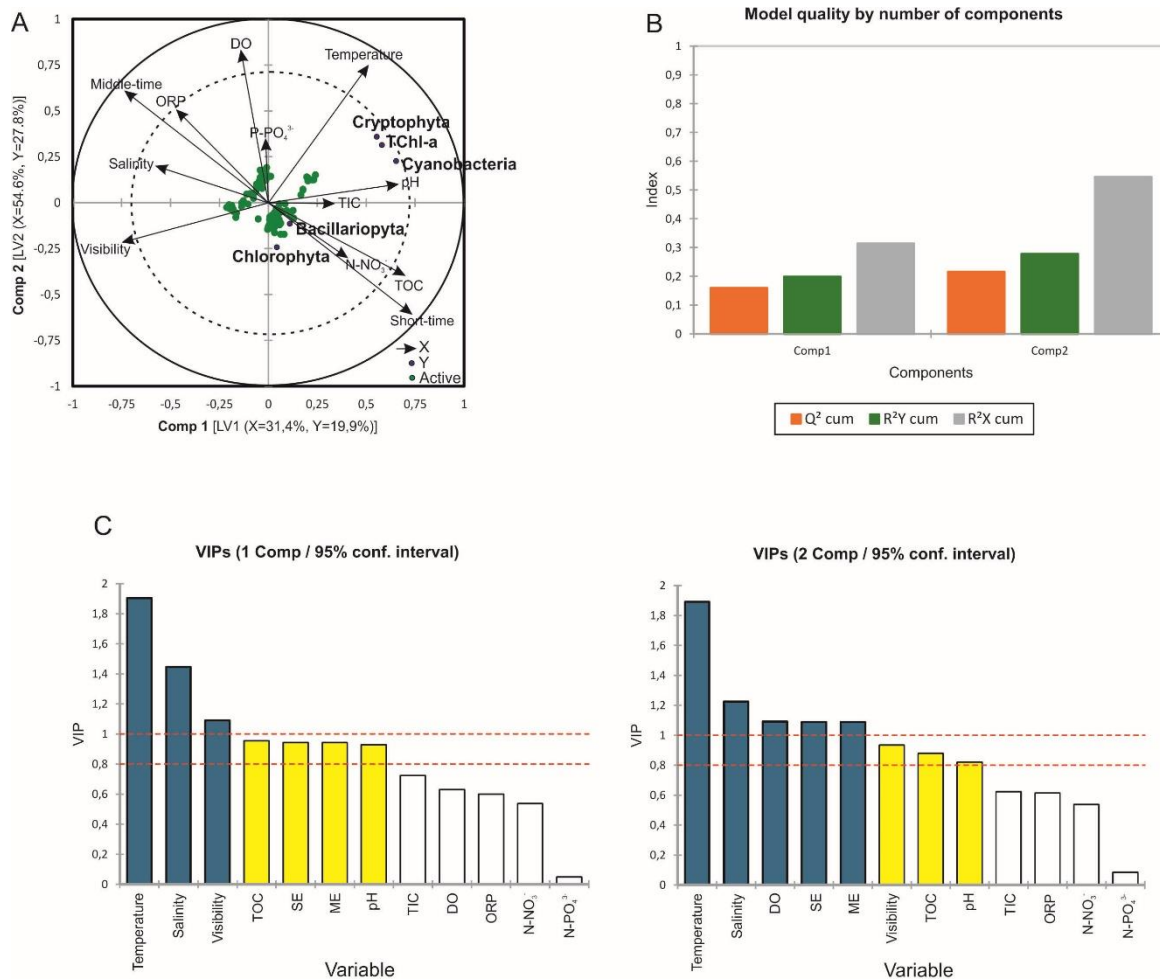 A
1
0,75
0,5
0,25
0
-0,25
-0,5
-0,75
-1
Comp 2 [LV2 (X=54.6%, Y=27.8%)]
DO
Temperature
Middle-time
ORP
P-PO₄³⁻
Cryptophyta
TChl-a
Cyanobacteria
Salinity
pH
TIC
Visibility
Bacillariopyta
Chlorophyta
N-NO₃⁻
TOC
Short-time
X
Y
Active
-1 -0,75 -0,5 -0,25 0 0,25 0,5 0,75 1
Comp 1 [LV1 (X=31,4%, Y=19,9%)]
B
Model quality by number of components
1
0,9
0,8
0,7
0,6
0,5
0,4
0,3
0,2
0,1
0
Index
Comp1 Comp2
Components
Q² cum R²Y cum R²X cum
C
VIPs (1 Comp / 95% conf. interval)
2
1,8
1,6
1,4
1,2
1
0,8
0,6
0,4
0,2
0
VIP
Temperature
Salinity
Visibility
TOC
SE
ME
pH
TIC
DO
ORP
N-NO₃⁻
N-PO₄³⁻
Variable
VIPs (2 Comp / 95% conf. interval)
2
1,8
1,6
1,4
1,2
1
0,8
0,6
0,4
0,2
0
VIP
Temperature
Salinity
DO
SE
ME
Visibility
TOC
pH
TIC
ORP
N-NO₃⁻
N-PO₄³⁻
Variable